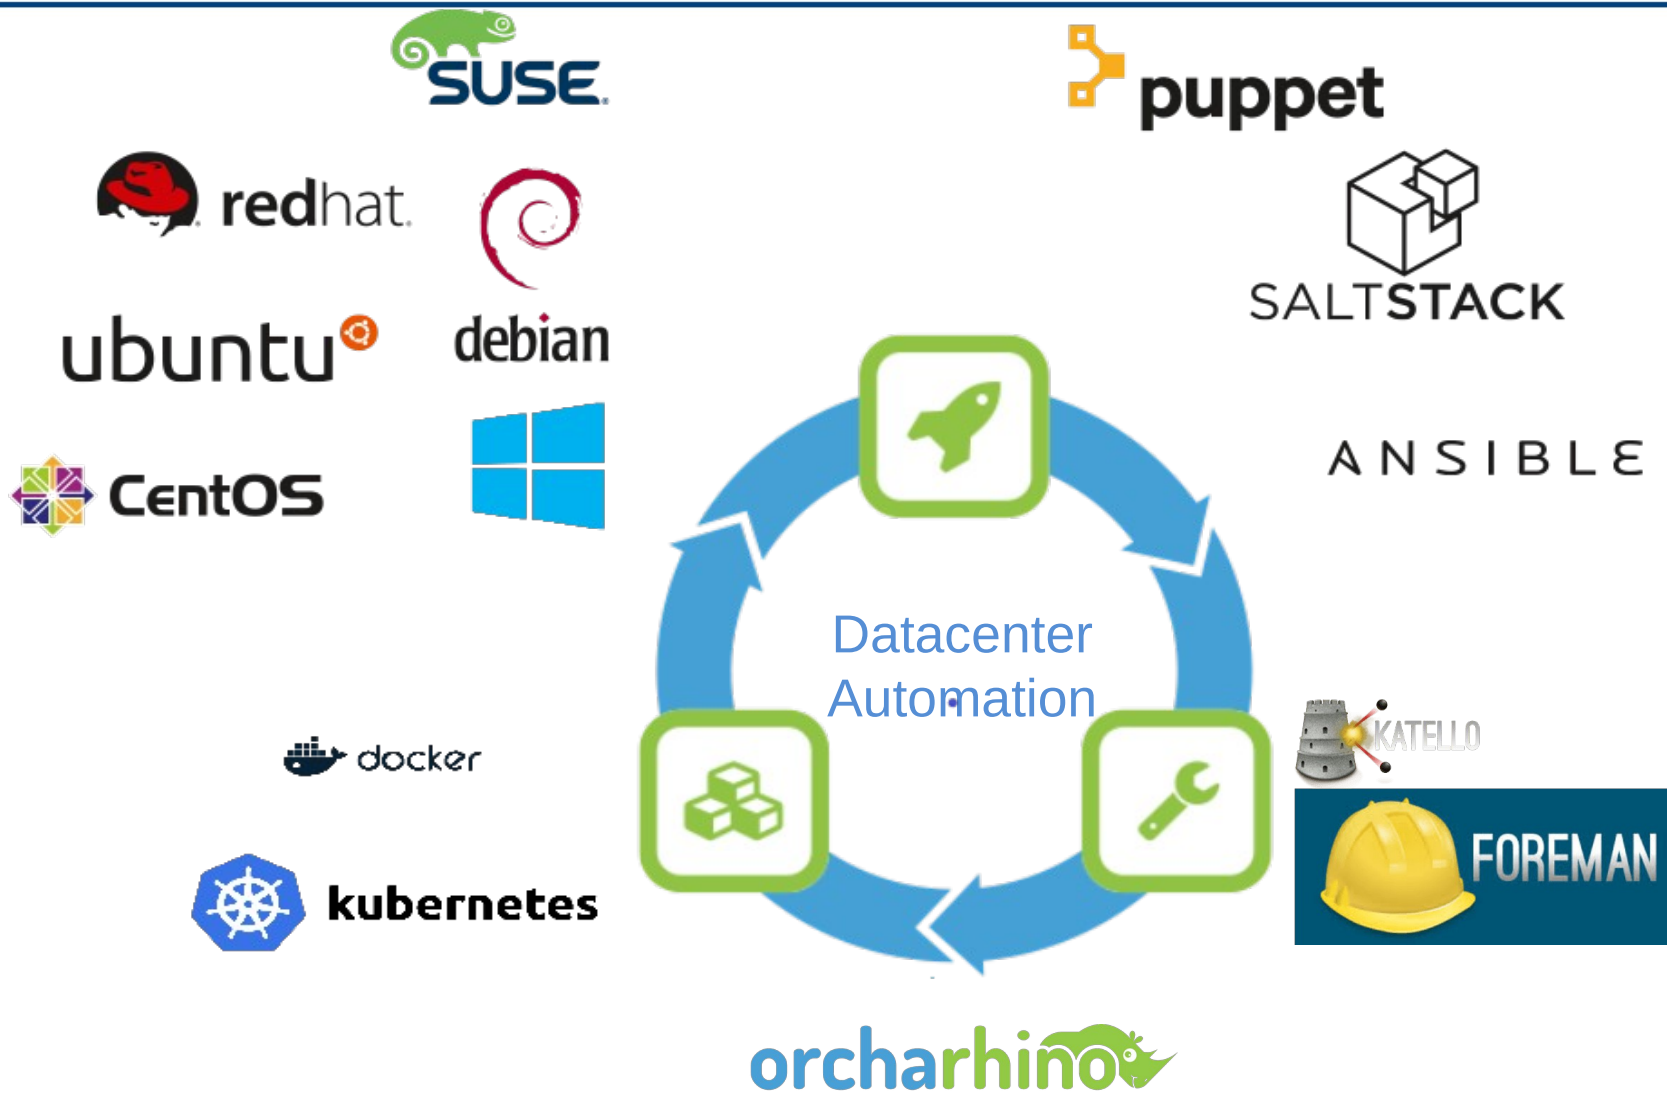 SUSE
puppet
redhat
debian
SALTSTACK
ubuntu
CentOS
ANSIBLE
Datacenter
Automation
docker
KATELLO
FOREMAN
kubernetes
orcharhino